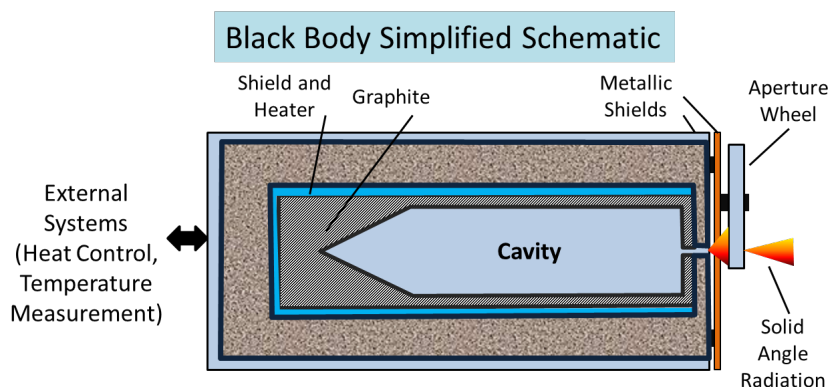 Black Body Simplified Schematic
Shield and
Heater
Graphite
Metallic
Shields
Aperture
Wheel
External
Systems
(Heat Control,
Temperature
Measurement)
Cavity
Solid
Angle
Radiation